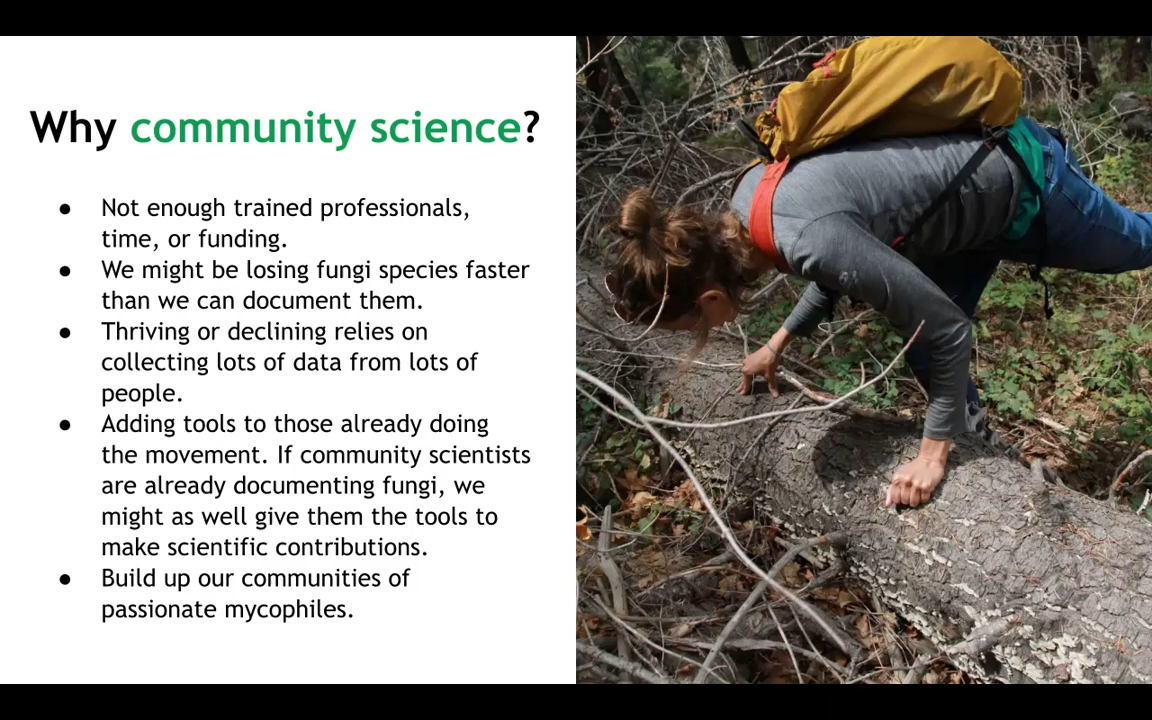 Why community science?
● Not enough trained professionals,
time, or funding.
● We might be losing fungi species faster
than we can document them.
● Thriving or declining relies on
collecting lots of data from lots of
people.
● Adding tools to those already doing
the movement. If community scientists
are already documenting fungi, we
might as well give them the tools to
make scientific contributions.
● Build up our communities of
passionate mycophiles.